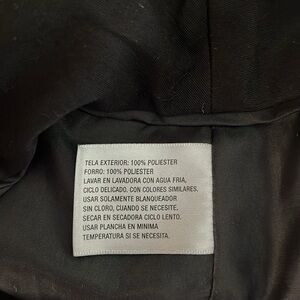 TELA EXTERIOR: 100% POLIESTER
FORRO: 100% POLIESTER
LAVAR EN LAVADORA CON AGUA FRIA,
CICLO DELICADO, CON COLORES SIMILARES.
USAR SOLAMENTE BLANQUEADOR
SIN CLORO, CUANDO SE NECESITE.
SECAR EN SECADORA CICLO LENTO.
USAR PLANCHA EN MINIMA
TEMPERATURA SI SE NECESITA.